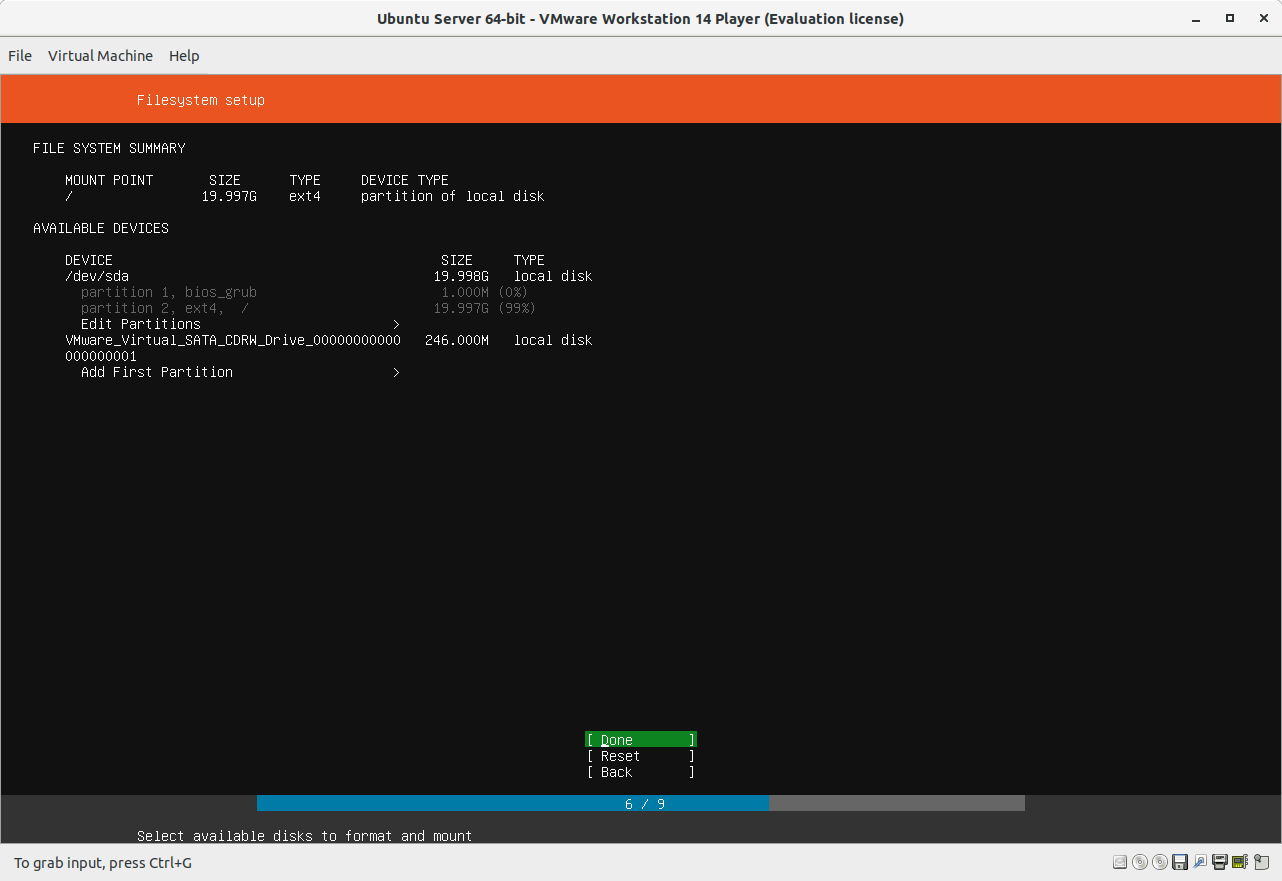 Ubuntu Server 64-bit - VMware Workstation 14 Player (Evaluation license)
File Virtual Machine Help
Filesystem setup
FILE SYSTEM SUMMARY
MOUNT POINT SIZE TYPE DEVICE TYPE
/ 19.997G ext4 partition of local disk
AVAILABLE DEVICES
DEVICE SIZE TYPE
/dev/sda 19.998G local disk
partition 1, bios_grub 1.000M (0%)
partition 2, ext4, / 19.997G (99%)
Edit Partitions >
VMware_Virtual_SATA_CDRW_Drive_00000000000 246.000M local disk
000000001
Add First Partition >
[ Done ]
[ Reset ]
[ Back ]
6 / 9
Select available disks to format and mount
To grab input, press Ctrl+G